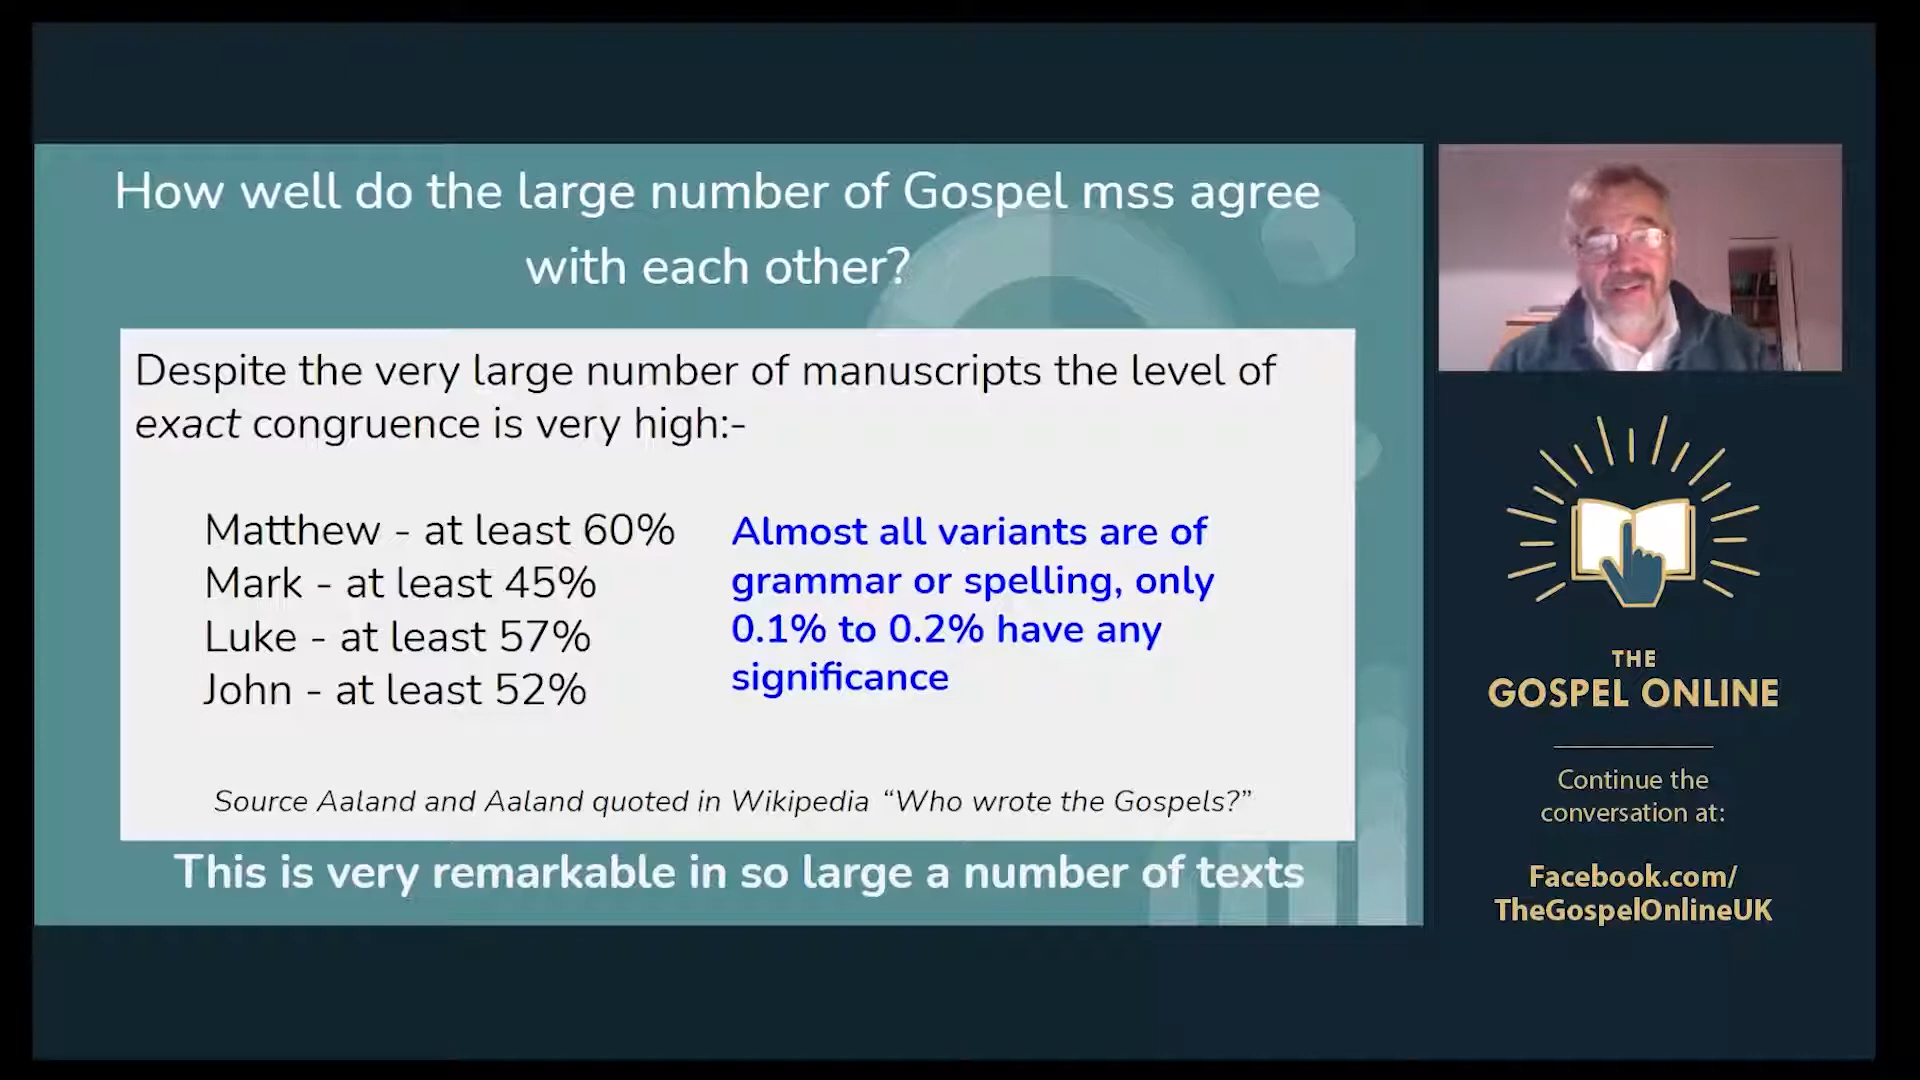 How well do the large number of Gospel mss agree
with each other?
Despite the very large number of manuscripts the level of
exact congruence is very high:-
Matthew - at least 60%
Mark - at least 45%
Luke - at least 57%
John - at least 52%
Almost all variants are of
grammar or spelling, only
0.1% to 0.2% have any
significance
Source Aaland and Aaland quoted in Wikipedia “Who wrote the Gospels?”
This is very remarkable in so large a number of texts
THE
GOSPEL ONLINE
Continue the
conversation at:
Facebook.com/
TheGospelOnlineUK